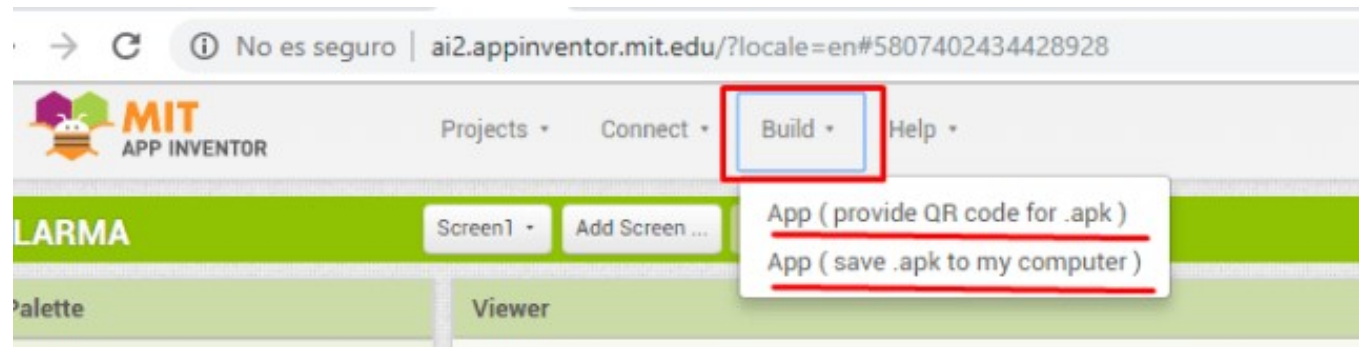 No es seguro | ai2.appinventor.mit.edu/?locale=en#5807402434428928
MIT
APP INVENTOR
Projects Connect Build Help
LARMA
Screen1 Add Screen ...
App ( provide QR code for .apk )
App ( save .apk to my computer )
Palette
Viewer